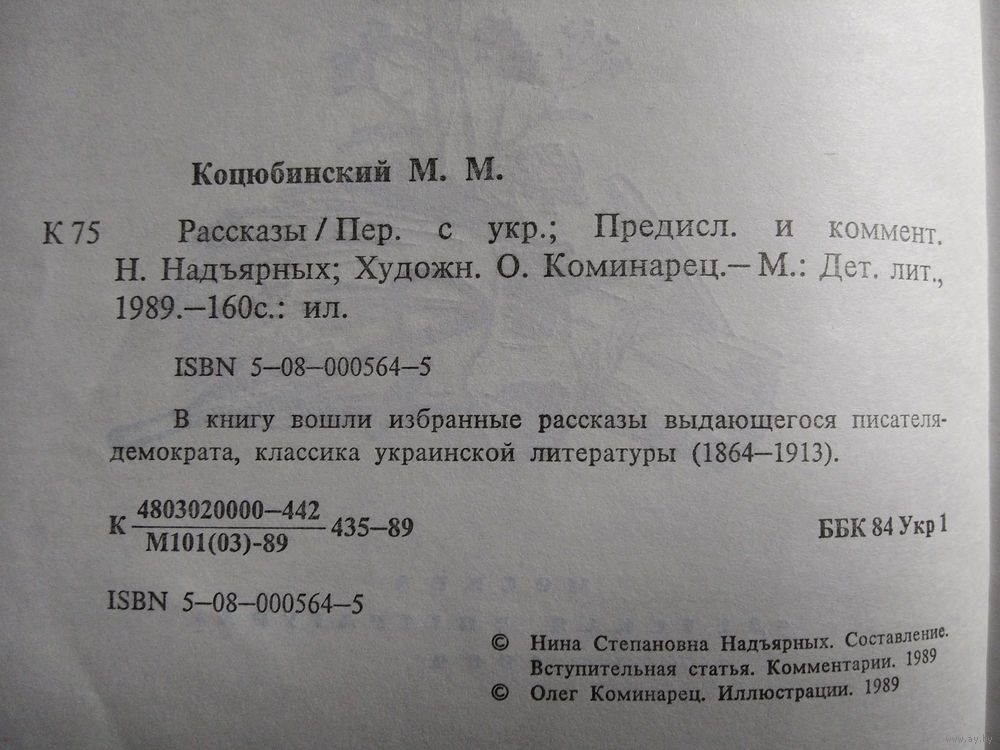 Коцюбинский М. М.
К 75 Рассказы / Пер. с укр.; Предисл. и коммент.
Н. Надъярных; Художн. О. Коминарец.— М.: Дет. лит.,
1989.—160с.: ил.
ISBN 5—08—000564—5
В книгу вошли избранные рассказы выдающегося писателя-
демократа, классика украинской литературы (1864—1913).
4803020000—442
К 435—89
М101(03)-89
ББК 84 Укр 1
ISBN 5—08—000564—5
© Нина Степановна Надъярных. Составление.
Вступительная статья. Комментарии. 1989
© Олег Коминарец. Иллюстрации. 1989
www.ay.by